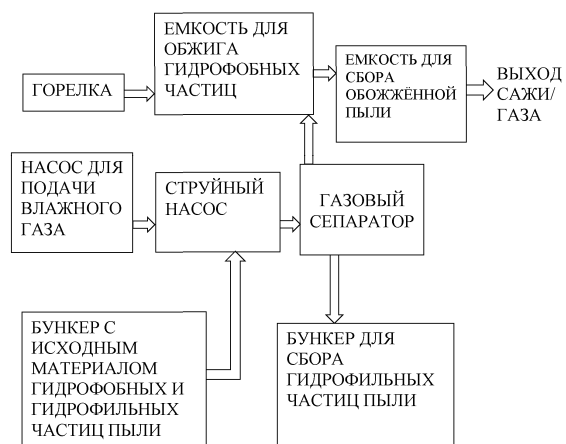 ЕМКОСТЬ ДЛЯ
ОБЖИГА
ГИДРОФОБНЫХ
ЧАСТИЦ
ЕМКОСТЬ ДЛЯ
СБОРА
ОБОЖЖЁННОЙ
ПЫЛИ
ВЫХОД
САЖИ/
ГАЗА
ГОРЕЛКА
НАСОС ДЛЯ
ПОДАЧИ
ВЛАЖНОГО
ГАЗА
СТРУЙНЫЙ
НАСОС
ГАЗОВЫЙ
СЕПАРАТОР
БУНКЕР С
ИСХОДНЫМ
МАТЕРИАЛОМ
ГИДРОФОБНЫХ И
ГИДРОФИЛЬНЫХ
ЧАСТИЦ ПЫЛИ
БУНКЕР ДЛЯ
СБОРА
ГИДРОФИЛЬНЫХ
ЧАСТИЦ ПЫЛИ